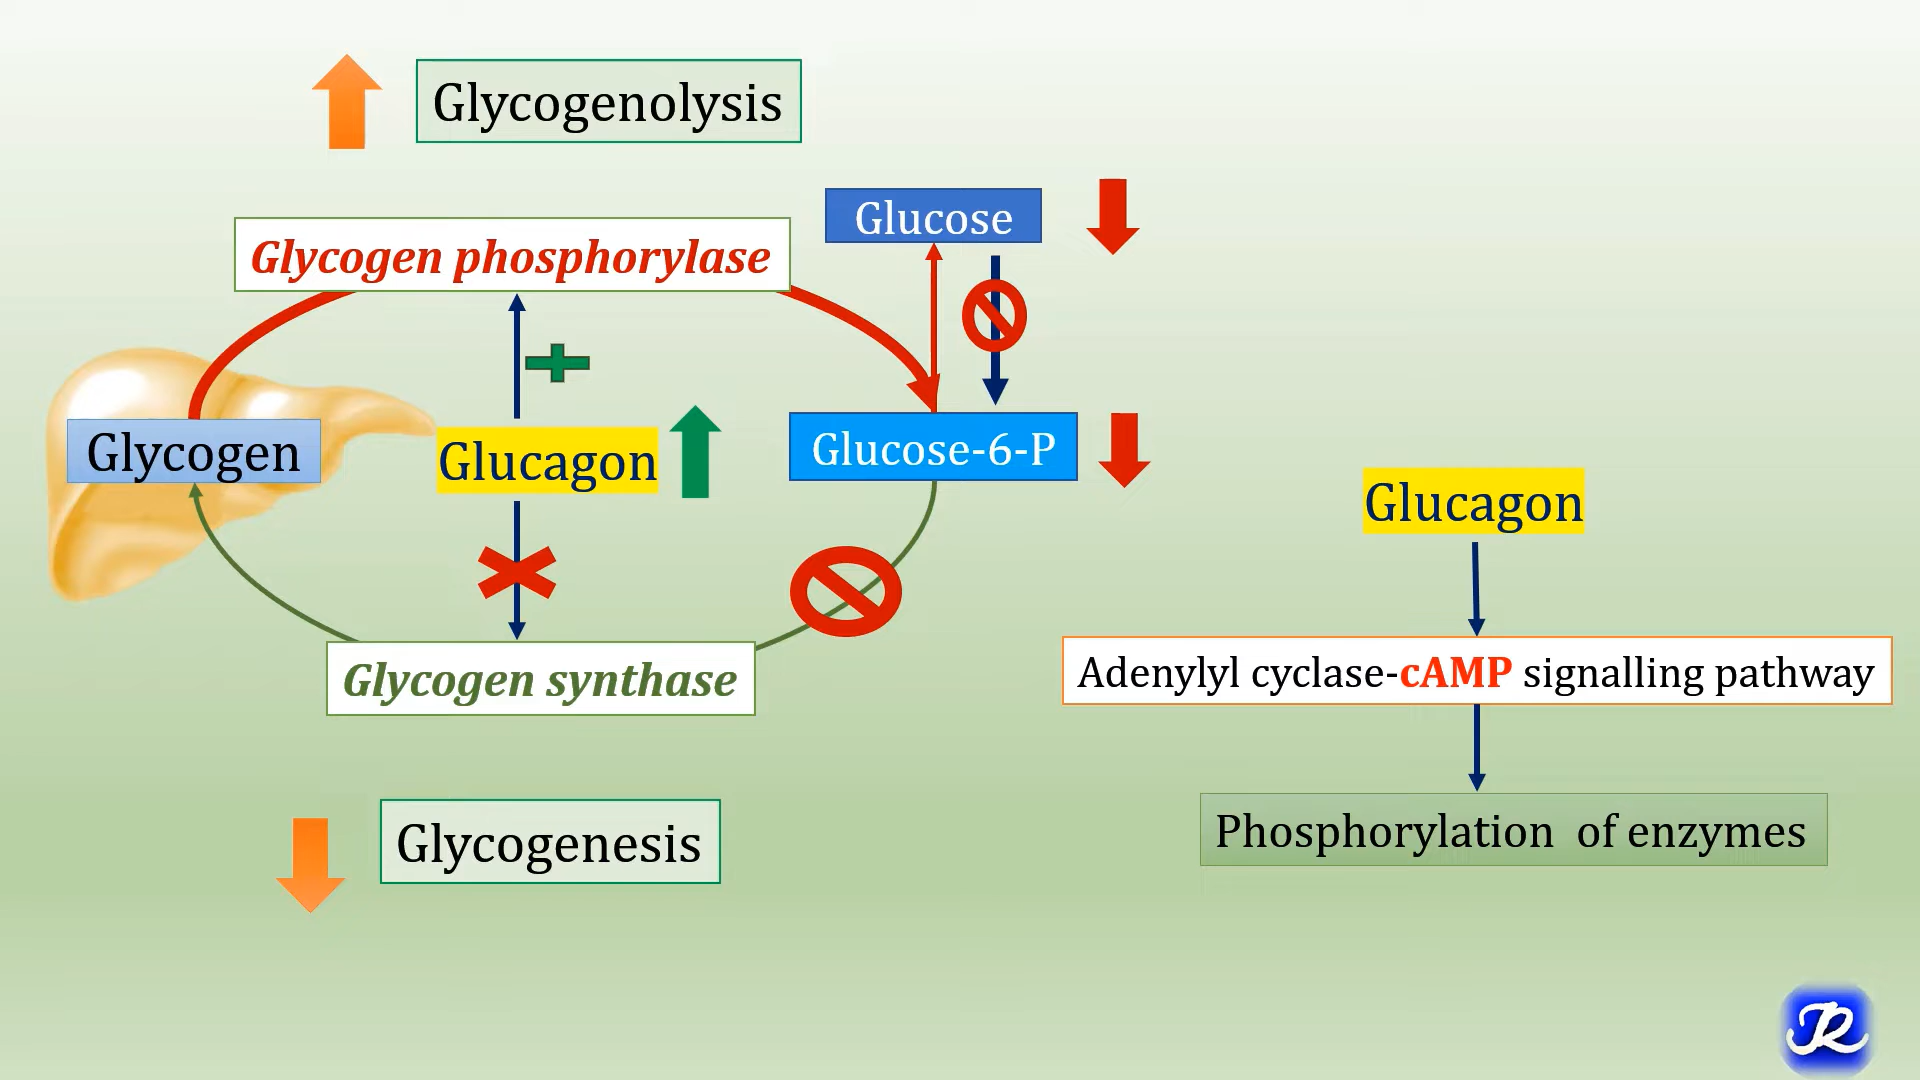 Glycogenolysis
Glucose
Glycogen phosphorylase
Glycogen
Glucagon
Glucose-6-P
Glucagon
Glycogen synthase
Adenylyl cyclase-cAMP signalling pathway
Glycogenesis
Phosphorylation of enzymes
JR